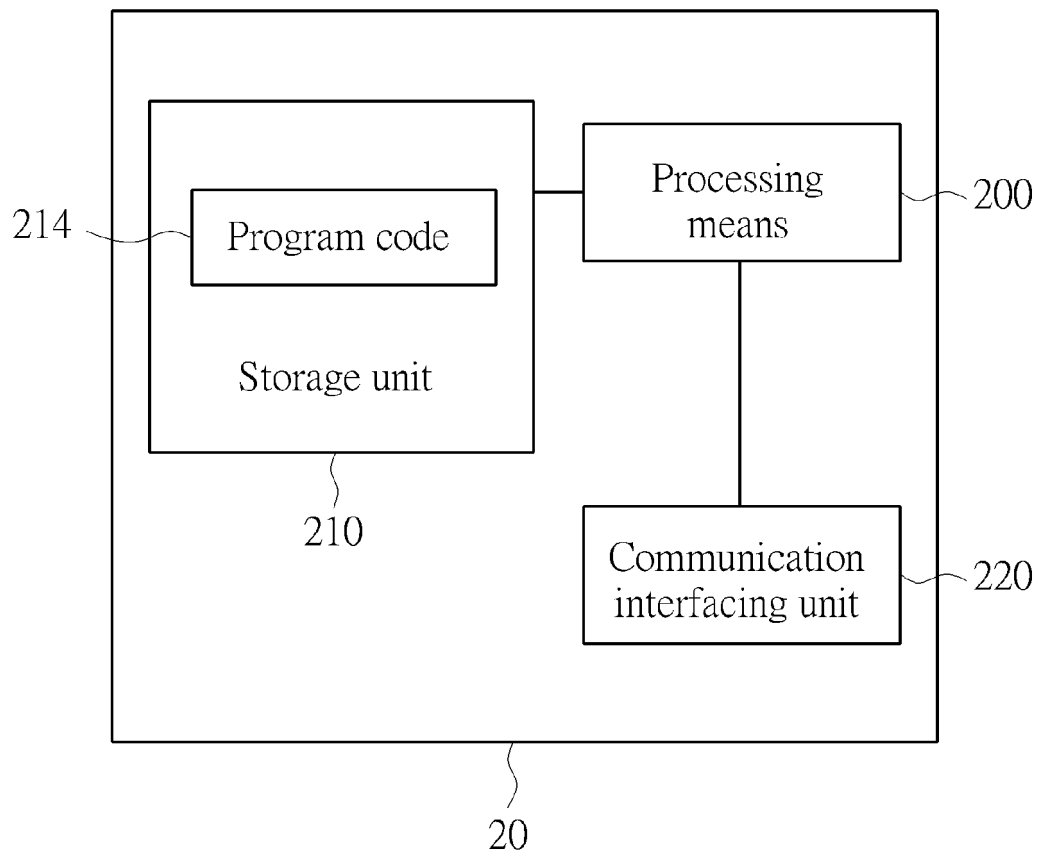 Processing
means
200
214
Program code
Storage unit
210
Communication
interfacing unit
220
20